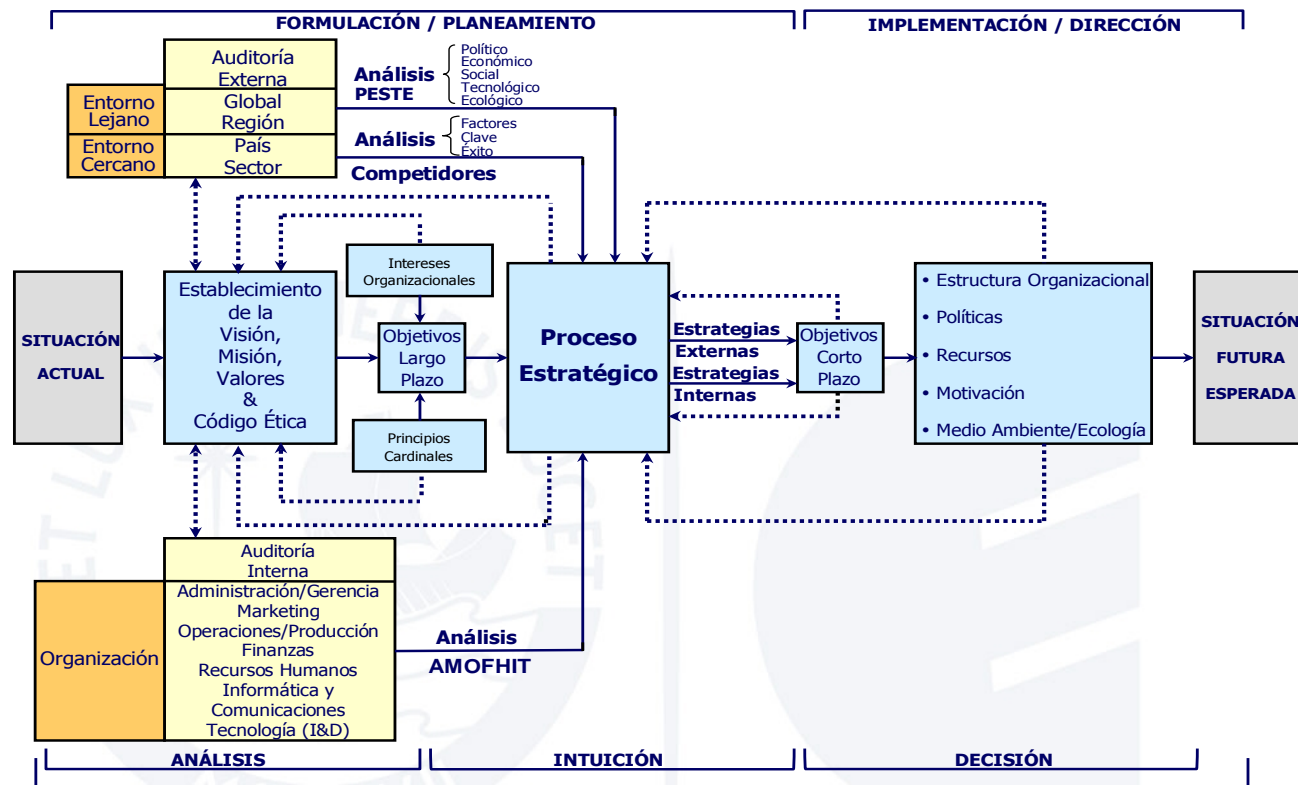 FORMULACIÓN / PLANEAMIENTO
IMPLEMENTACIÓN / DIRECCIÓN
Auditoría
Externa
Entorno
Lejano
Global
Región
Entorno
Cercano
País
Sector
Análisis
PESTE
Político
Económico
Social
Tecnológico
Ecológico
Análisis
Competidores
Factores
Clave
Éxito
SITUACIÓN
ACTUAL
Establecimiento
de la
Visión,
Misión,
Valores
&
Código Ética
Intereses
Organizacionales
Objetivos
Largo
Plazo
Principios
Cardinales
Proceso
Estratégico
Estrategias
Externas
Estrategias
Internas
Objetivos
Corto
Plazo
• Estructura Organizacional
• Políticas
• Recursos
• Motivación
• Medio Ambiente/Ecología
SITUACIÓN
FUTURA
ESPERADA
Organización
Auditoría
Interna
Administración/Gerencia
Marketing
Operaciones/Producción
Finanzas
Recursos Humanos
Informática y
Comunicaciones
Tecnología (I&D)
Análisis
AMOFHIT
ANÁLISIS
INTUICIÓN
DECISIÓN